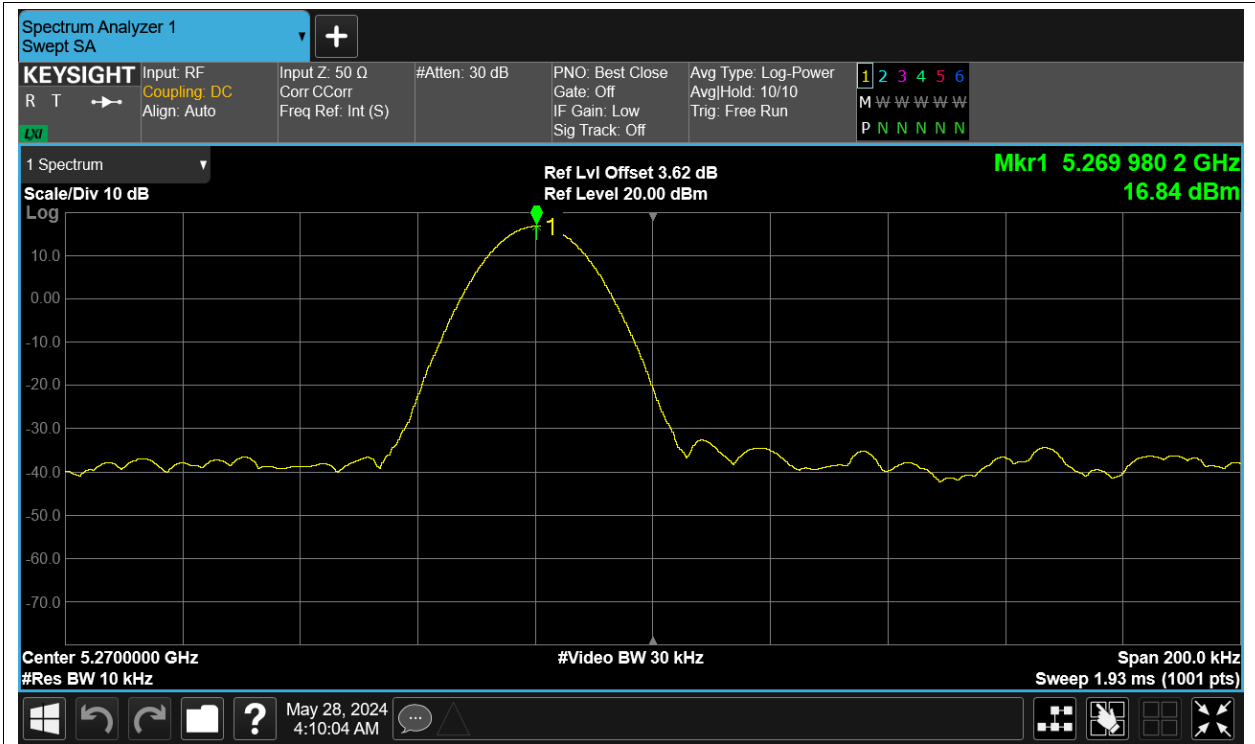 Spectrum Analyzer 1
Swept SA
KEYSIGHT
R T
LXI
Input: RF
Coupling: DC
Align: Auto
Input Z: 50 Ω
Corr CCorr
Freq Ref: Int (S)
#Atten: 30 dB
PNO: Best Close
Gate: Off
IF Gain: Low
Sig Track: Off
Avg Type: Log-Power
Avg|Hold: 10/10
Trig: Free Run
1 2 3 4 5 6
M W W W W W
P N N N N N
1 Spectrum
Scale/Div 10 dB
Log
Ref Lvl Offset 3.62 dB
Ref Level 20.00 dBm
Mkr1 5.269 980 2 GHz
16.84 dBm
1
10.0
0.00
-10.0
-20.0
-30.0
-40.0
-50.0
-60.0
-70.0
Center 5.2700000 GHz
#Res BW 10 kHz
#Video BW 30 kHz
Span 200.0 kHz
Sweep 1.93 ms (1001 pts)
?
May 28, 2024
4:10:04 AM